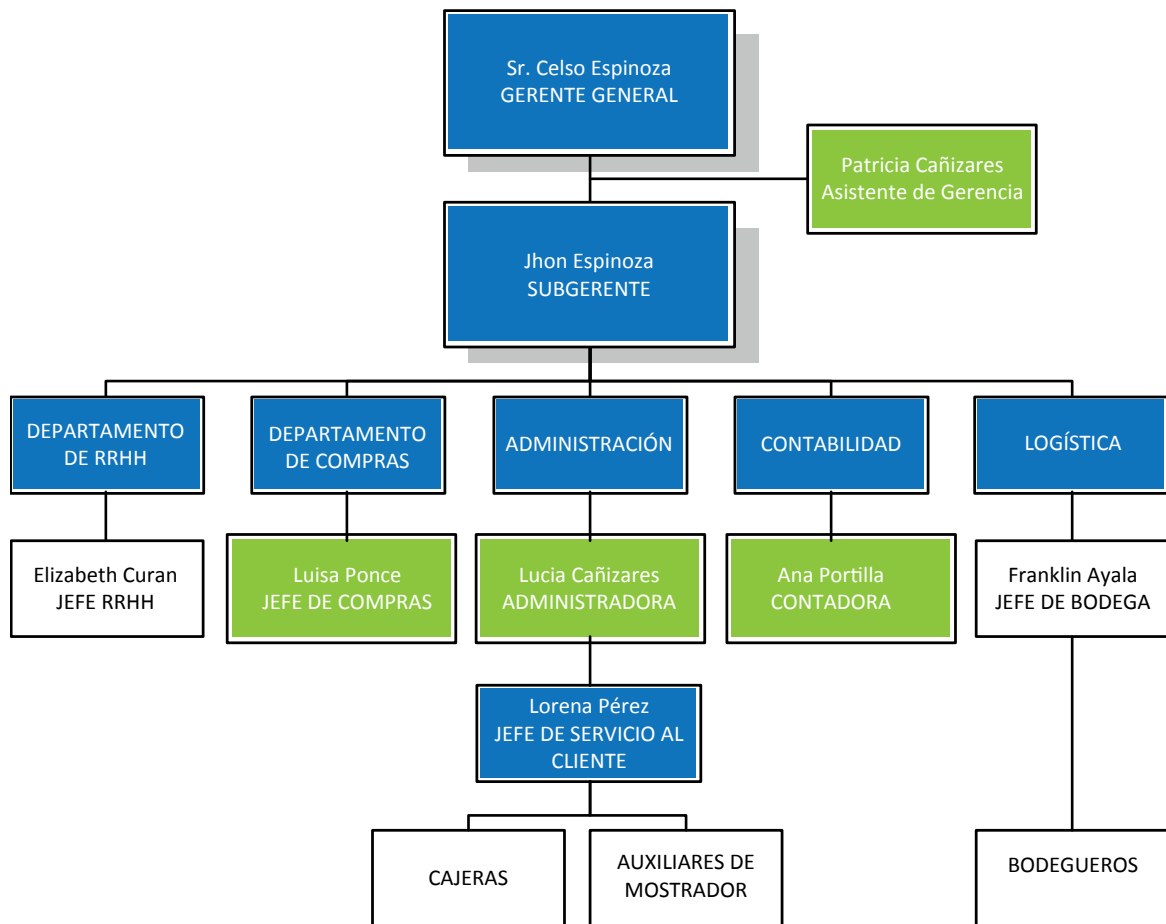 Sr. Celso Espinoza
GERENTE GENERAL
Patricia Cañizares
Asistente de Gerencia
Jhon Espinoza
SUBGERENTE
DEPARTAMENTO
DE RRHH
DEPARTAMENTO
DE COMPRAS
ADMINISTRACIÓN
CONTABILIDAD
LOGÍSTICA
Elizabeth Curan
JEFE RRHH
Luisa Ponce
JEFE DE COMPRAS
Lucia Cañizares
ADMINISTRADORA
Ana Portilla
CONTADORA
Franklin Ayala
JEFE DE BODEGA
Lorena Pérez
JEFE DE SERVICIO AL
CLIENTE
CAJERAS
AUXILIARES DE
MOSTRADOR
BODEGUEROS